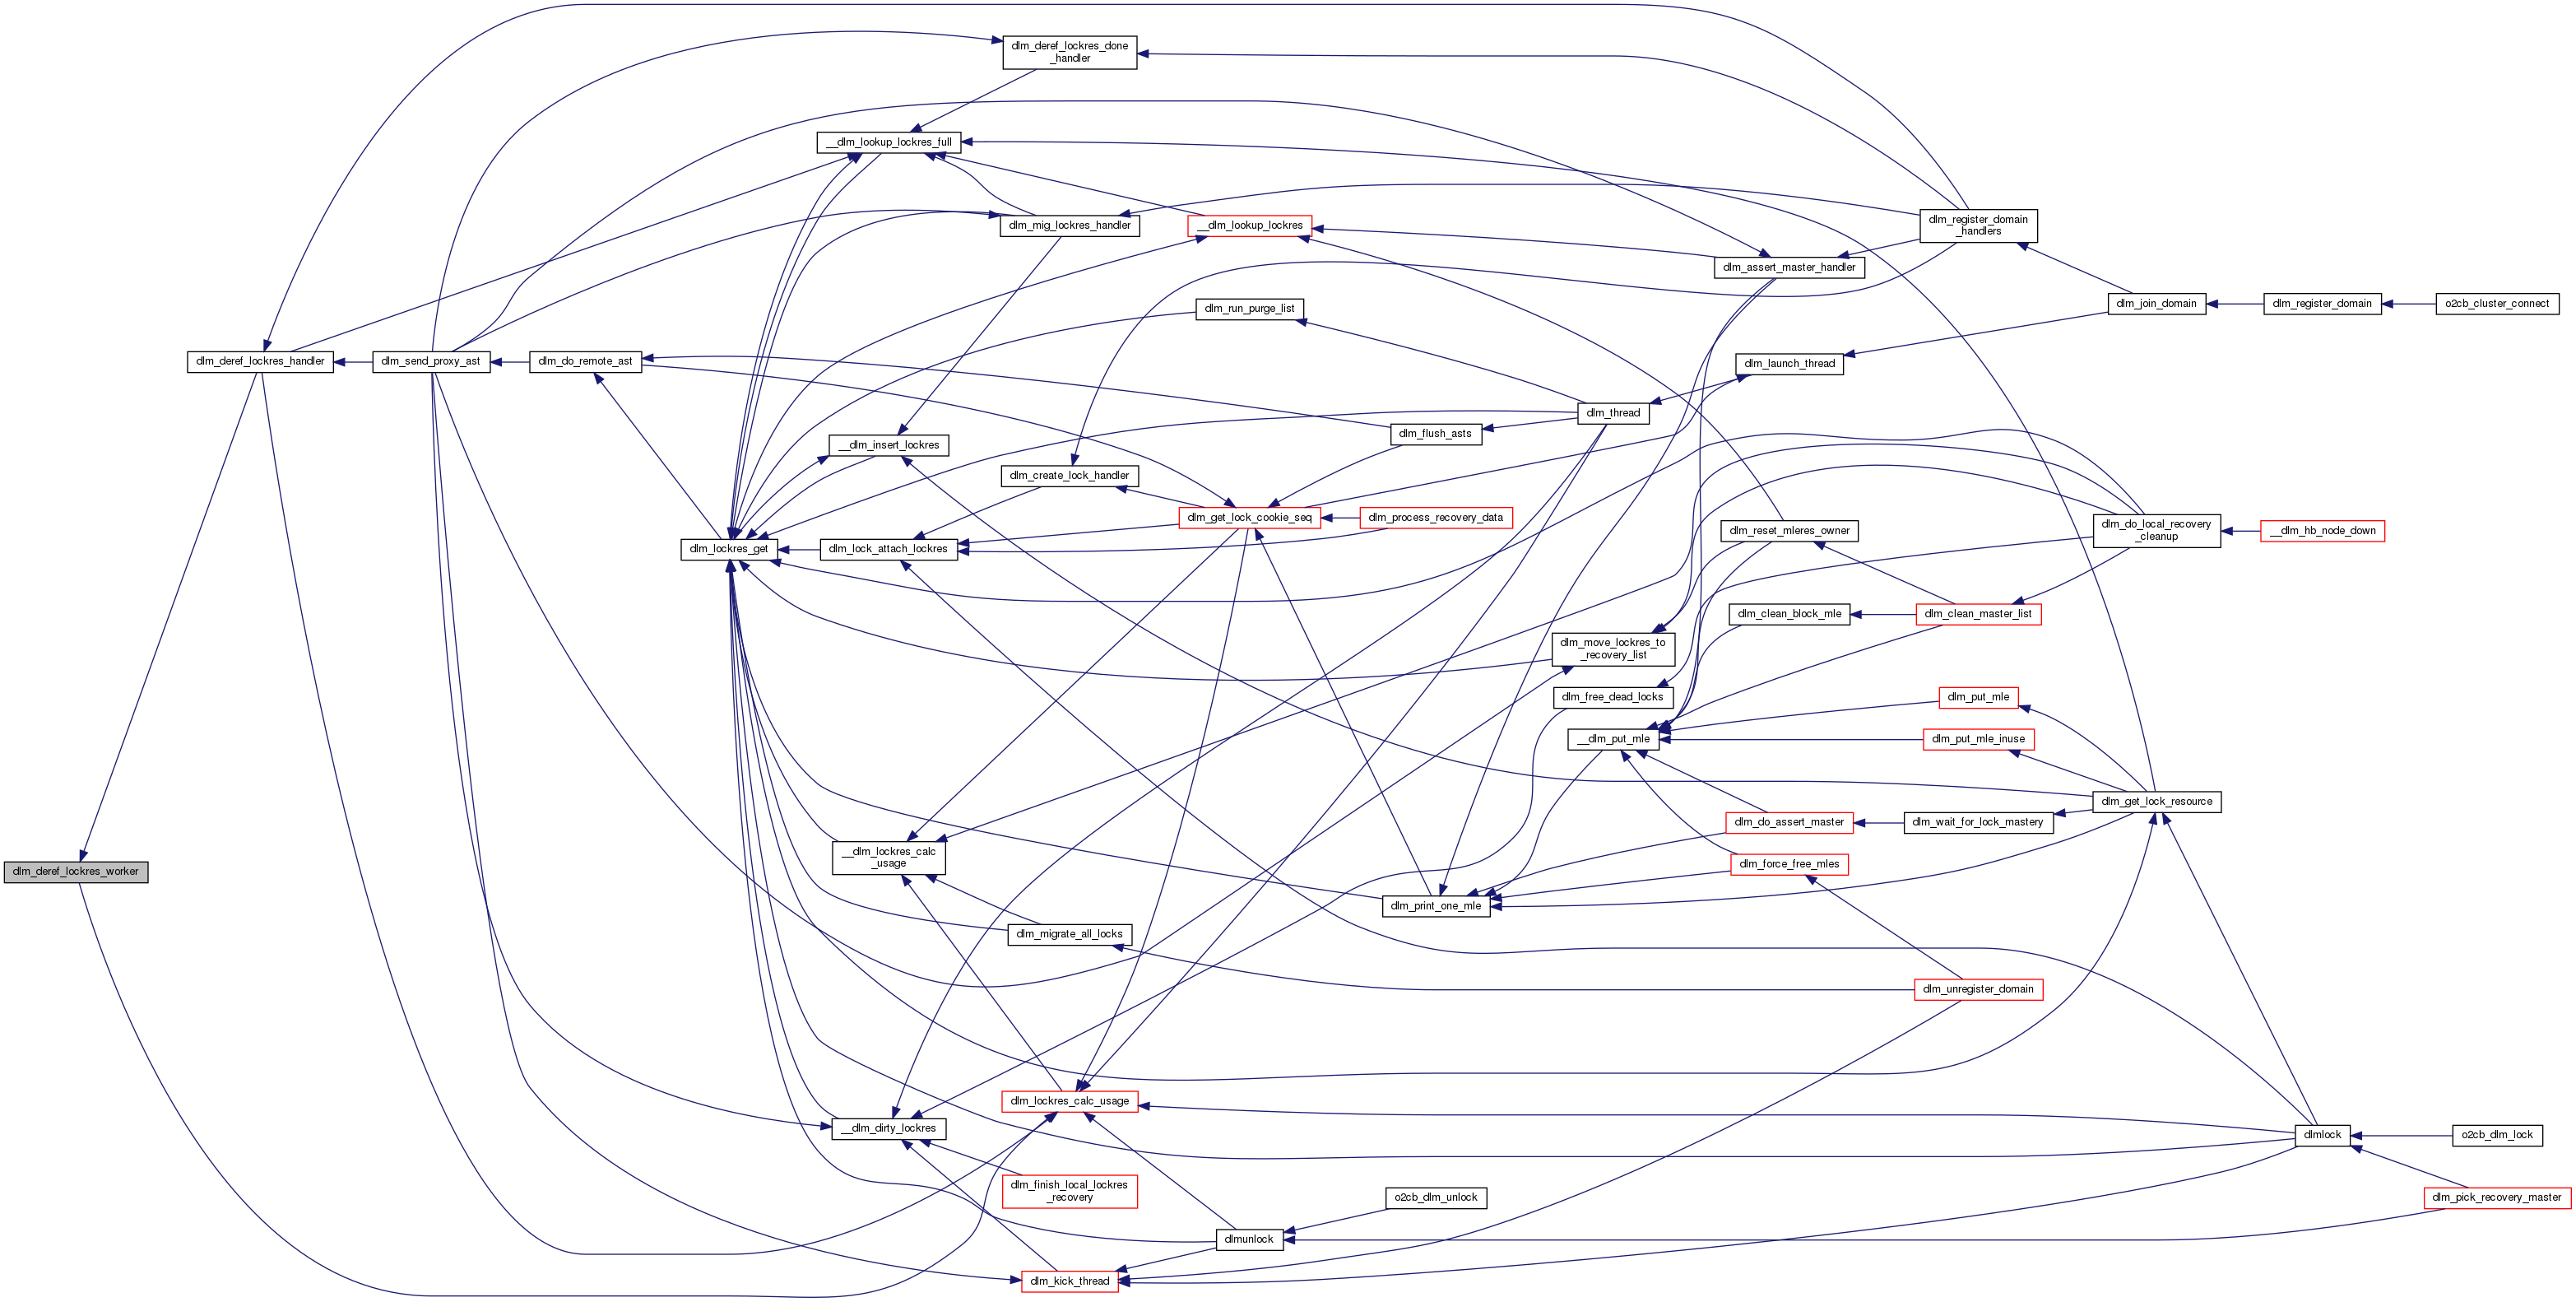 dlm_deref_lockres_done
_handler
__dlm_lookup_lockres_full
dlm_mig_lockres_handler
__dlm_lookup_lockres
dlm_register_domain
_handlers
dlm_assert_master_handler
dlm_run_purge_list
dlm_join_domain
dlm_register_domain
o2cb_cluster_connect
dlm_deref_lockres_handler
dlm_send_proxy_ast
dlm_do_remote_ast
dlm_launch_thread
dlm_thread
dlm_flush_asts
__dlm_insert_lockres
dlm_create_lock_handler
dlm_get_lock_cookie_seq
dlm_process_recovery_data
dlm_reset_mleres_owner
dlm_do_local_recovery
_cleanup
__dlm_hb_node_down
dlm_lockres_get
dlm_lock_attach_lockres
dlm_clean_block_mle
dlm_clean_master_list
dlm_move_lockres_to
_recovery_list
dlm_free_dead_locks
dlm_put_mle
__dlm_put_mle
dlm_put_mle_inuse
dlm_get_lock_resource
dlm_do_assert_master
dlm_wait_for_lock_mastery
__dlm_lockres_calc
_usage
dlm_force_free_mles
dlm_deref_lockres_worker
dlm_print_one_mle
dlm_migrate_all_locks
dlm_unregister_domain
dlm_lockres_calc_usage
__dlm_dirty_lockres
dlmlock
o2cb_dlm_lock
dlm_finish_local_lockres
_recovery
o2cb_dlm_unlock
dlm_pick_recovery_master
dlmunlock
dlm_kick_thread